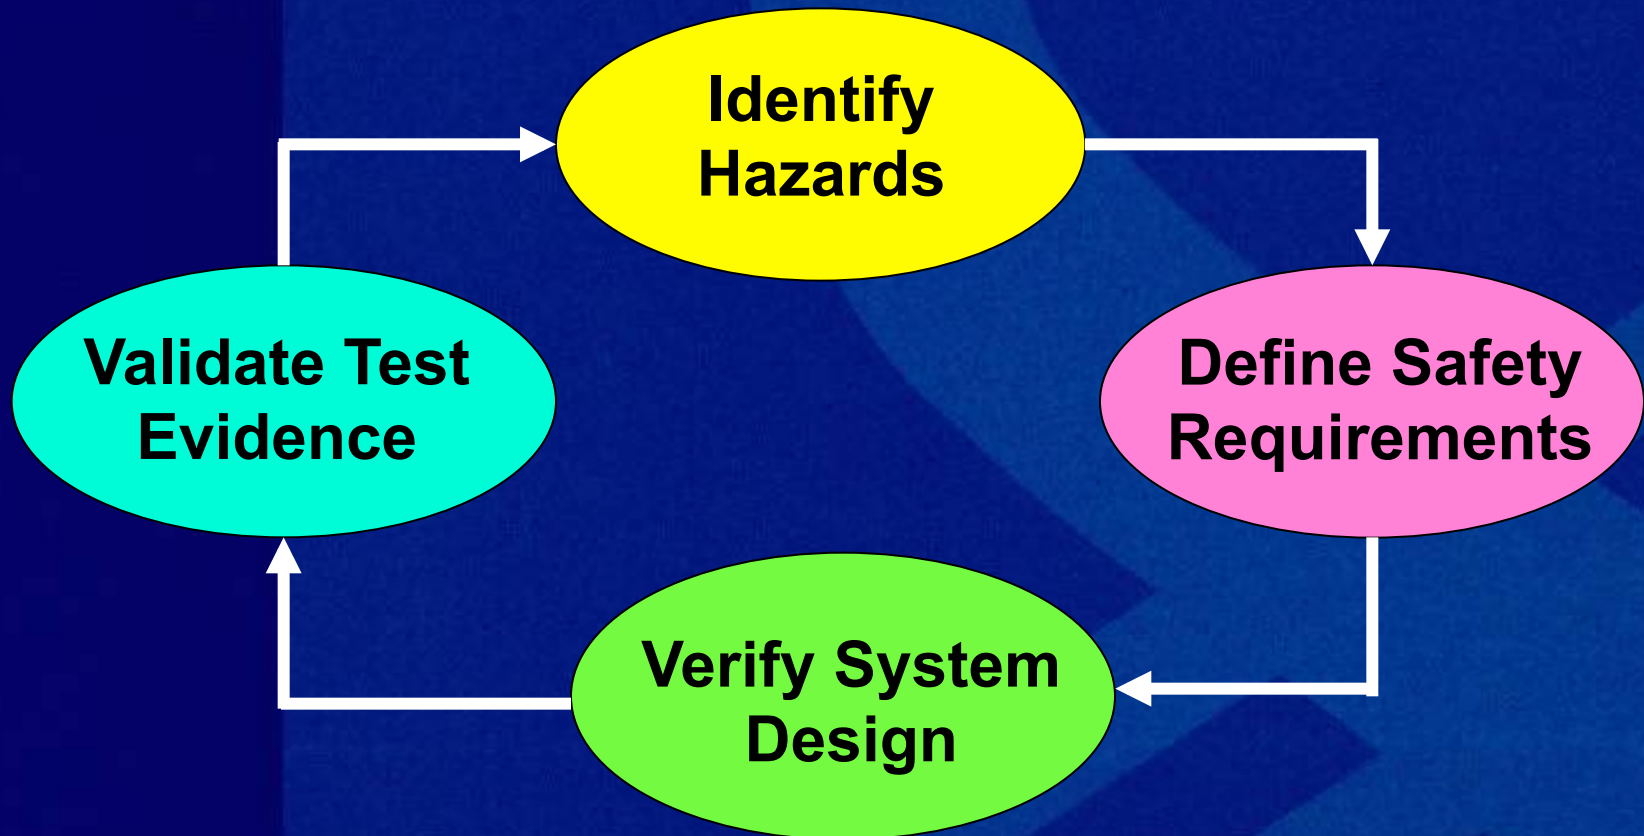 Identify
Hazards
Define Safety
Requirements
Verify System
Design
Validate Test
Evidence